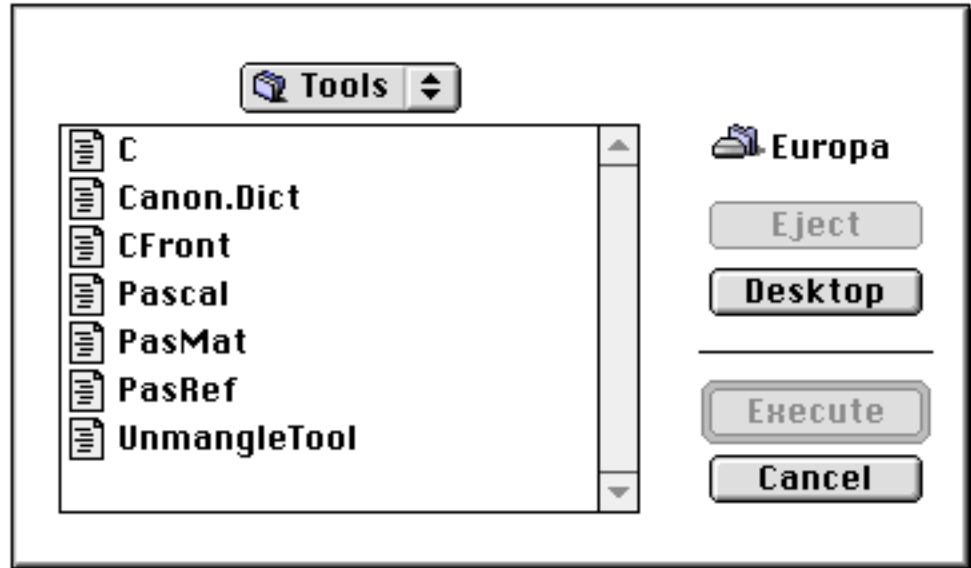 Tools
C
Canon.Dict
CFront
Pascal
PasMat
PasRef
UnmangleTool
Europa
Eject
Desktop
Execute
Cancel